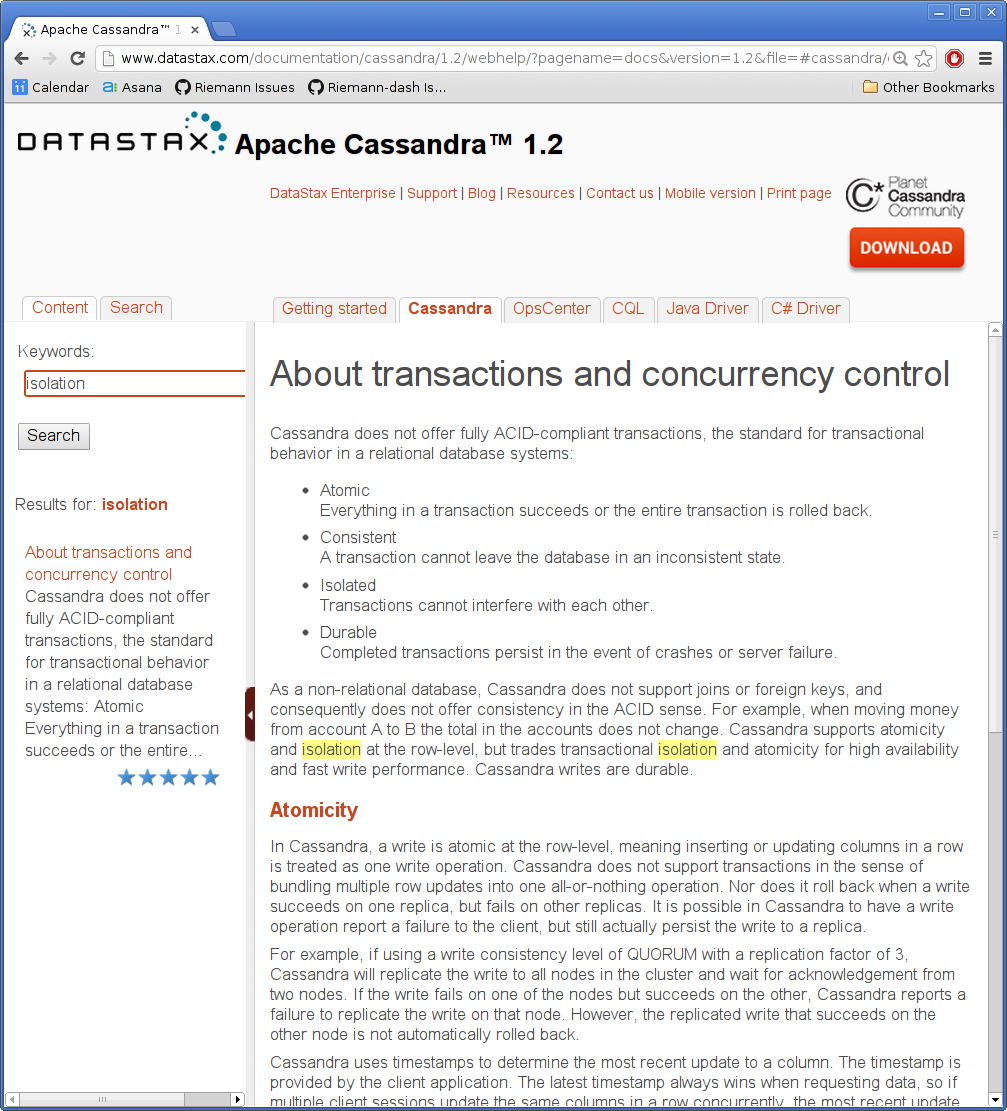 Apache Cassandra™ 1
www.datastax.com/documentation/cassandra/1.2/webhelp/?pagename=docs&version=1.2&file=#cassandra/
11 Calendar a: Asana Riemann Issues Riemann-dash Is... Other Bookmarks
DATASTAX Apache Cassandra™ 1.2
DataStax Enterprise | Support | Blog | Resources | Contact us | Mobile version | Print page
C* Planet
Cassandra
Community
DOWNLOAD
Content Search
Getting started Cassandra OpsCenter CQL Java Driver C# Driver
Keywords:
isolation
Search
Results for: isolation
About transactions and
concurrency control
Cassandra does not offer
fully ACID-compliant
transactions, the standard
for transactional behavior
in a relational database
systems: Atomic
Everything in a transaction
succeeds or the entire...
About transactions and concurrency control
Cassandra does not offer fully ACID-compliant transactions, the standard for transactional
behavior in a relational database systems:
• Atomic
Everything in a transaction succeeds or the entire transaction is rolled back.
• Consistent
A transaction cannot leave the database in an inconsistent state.
• Isolated
Transactions cannot interfere with each other.
• Durable
Completed transactions persist in the event of crashes or server failure.
As a non-relational database, Cassandra does not support joins or foreign keys, and
consequently does not offer consistency in the ACID sense. For example, when moving money
from account A to B the total in the accounts does not change. Cassandra supports atomicity
and isolation at the row-level, but trades transactional isolation and atomicity for high availability
and fast write performance. Cassandra writes are durable.
Atomicity
In Cassandra, a write is atomic at the row-level, meaning inserting or updating columns in a row
is treated as one write operation. Cassandra does not support transactions in the sense of
bundling multiple row updates into one all-or-nothing operation. Nor does it roll back when a write
succeeds on one replica, but fails on other replicas. It is possible in Cassandra to have a write
operation report a failure to the client, but still actually persist the write to a replica.
For example, if using a write consistency level of QUORUM with a replication factor of 3,
Cassandra will replicate the write to all nodes in the cluster and wait for acknowledgement from
two nodes. If the write fails on one of the nodes but succeeds on the other, Cassandra reports a
failure to replicate the write on that node. However, the replicated write that succeeds on the
other node is not automatically rolled back.
Cassandra uses timestamps to determine the most recent update to a column. The timestamp is
provided by the client application. The latest timestamp always wins when requesting data, so if
multiple client sessions update the same columns in a row concurrently, the most recent update